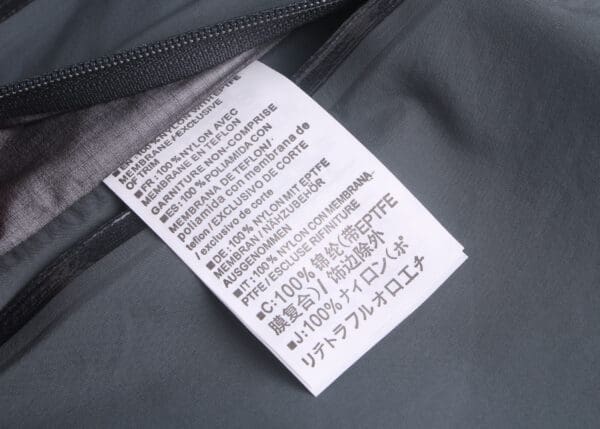 NYLON WITH EPTFE
MEMBRANE / EXCLUSIVE
OF TRIM
■FR : 100% NYLON AVEC
MEMBRANE EN TEFLON
GARNITURE NON-COMPRISE
■ES: 100% POLIAMIDA CON
MEMBRANA DE TEFLON/·
poliamida con membrana de
teflon / EXCLUSIVO DE CORTE
/ exclusivo de corte
■DE : 100% NYLON MIT EPTFE
MEMBRAN / NÄHZUBEHÖR
AUSGENOMMEN
■IT: 100% NYLON CON MEMBRANA
PTFE / ESCLUSE RIFINITURE
■C: 100% 锦纶(带EPTFE
膜复合)/ 饰边除外
■J: 100% ナイロン(ポ
リテトラフルオロエチ